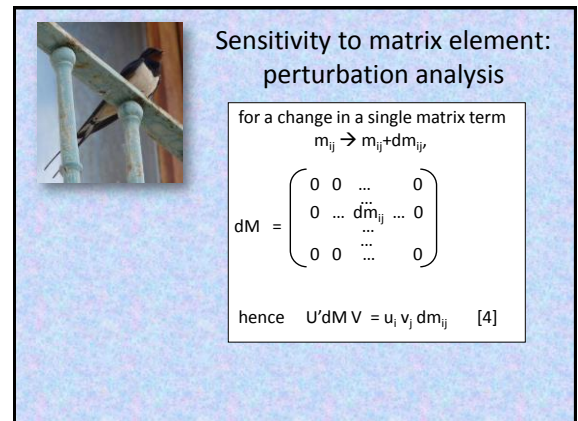 Sensitivity to matrix element:
perturbation analysis
for a change in a single matrix term
mij → mij+dmij,
0 0 ... 0
...
dM = 0 ... dmij ... 0
...
...
0 0 ... 0
hence U’dM V = ui vj dmij [4]